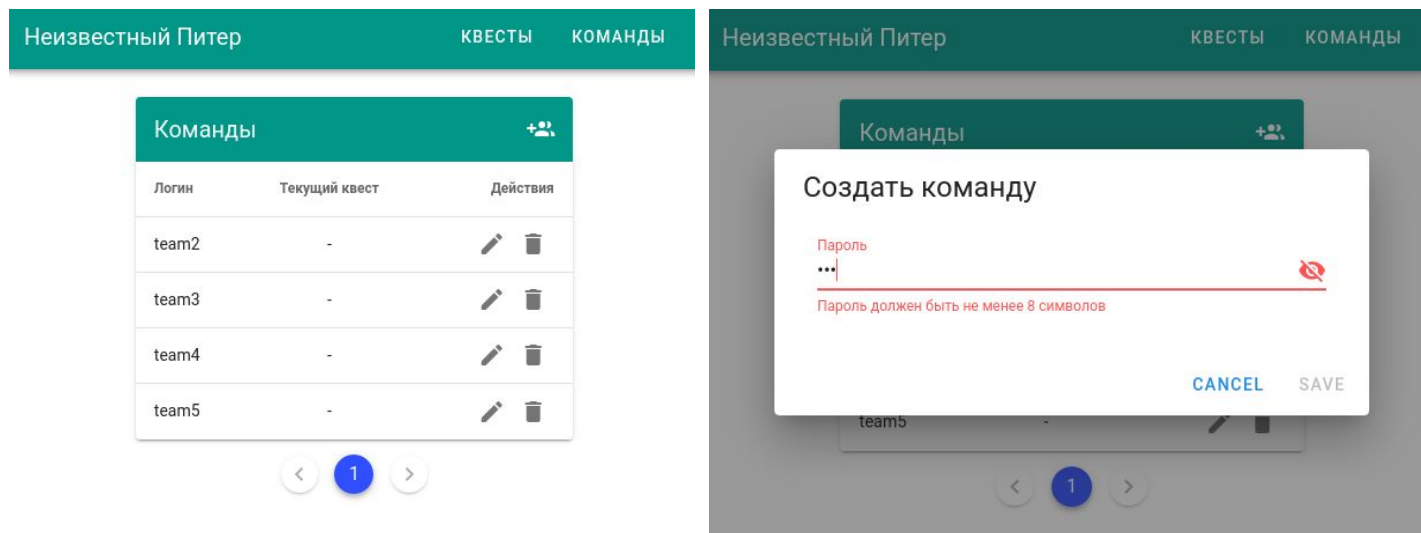 Неизвестный Питер КВЕСТЫ КОМАНДЫ
Команды
Логин Текущий квест Действия
team2 -
team3 -
team4 -
team5 -
1
Неизвестный Питер КВЕСТЫ КОМАНДЫ
Команды
Создать команду
Пароль
•••
Пароль должен быть не менее 8 символов
CANCEL SAVE
team5 -
1